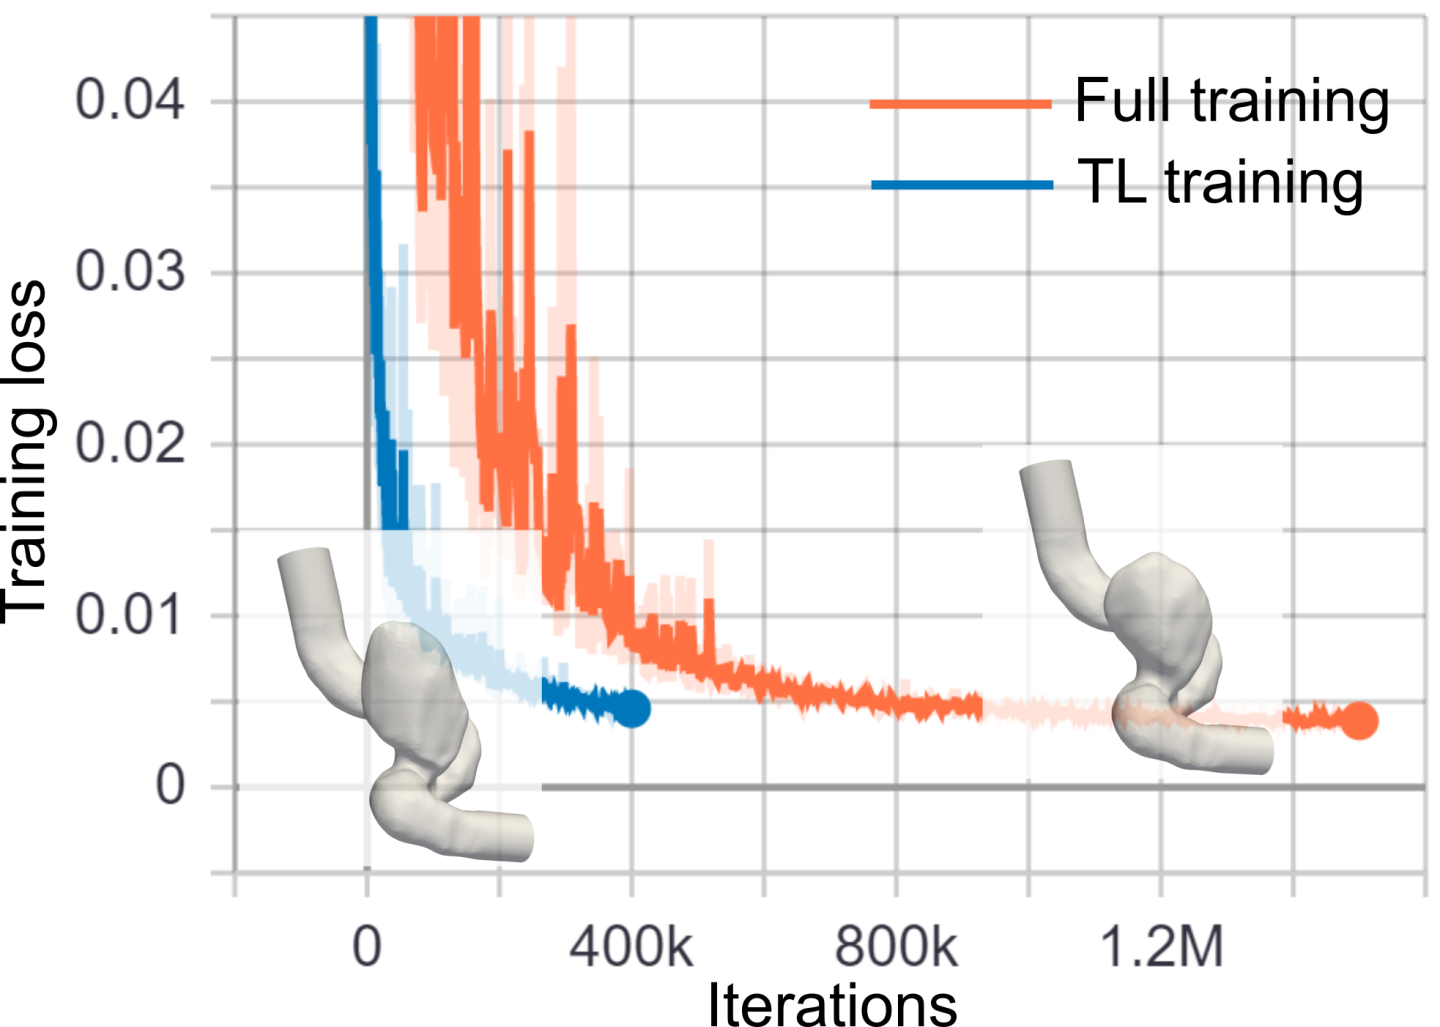 Training loss
0.04
0.03
0.02
0.01
0
Full training
TL training
0
400k
800k
1.2M
Iterations